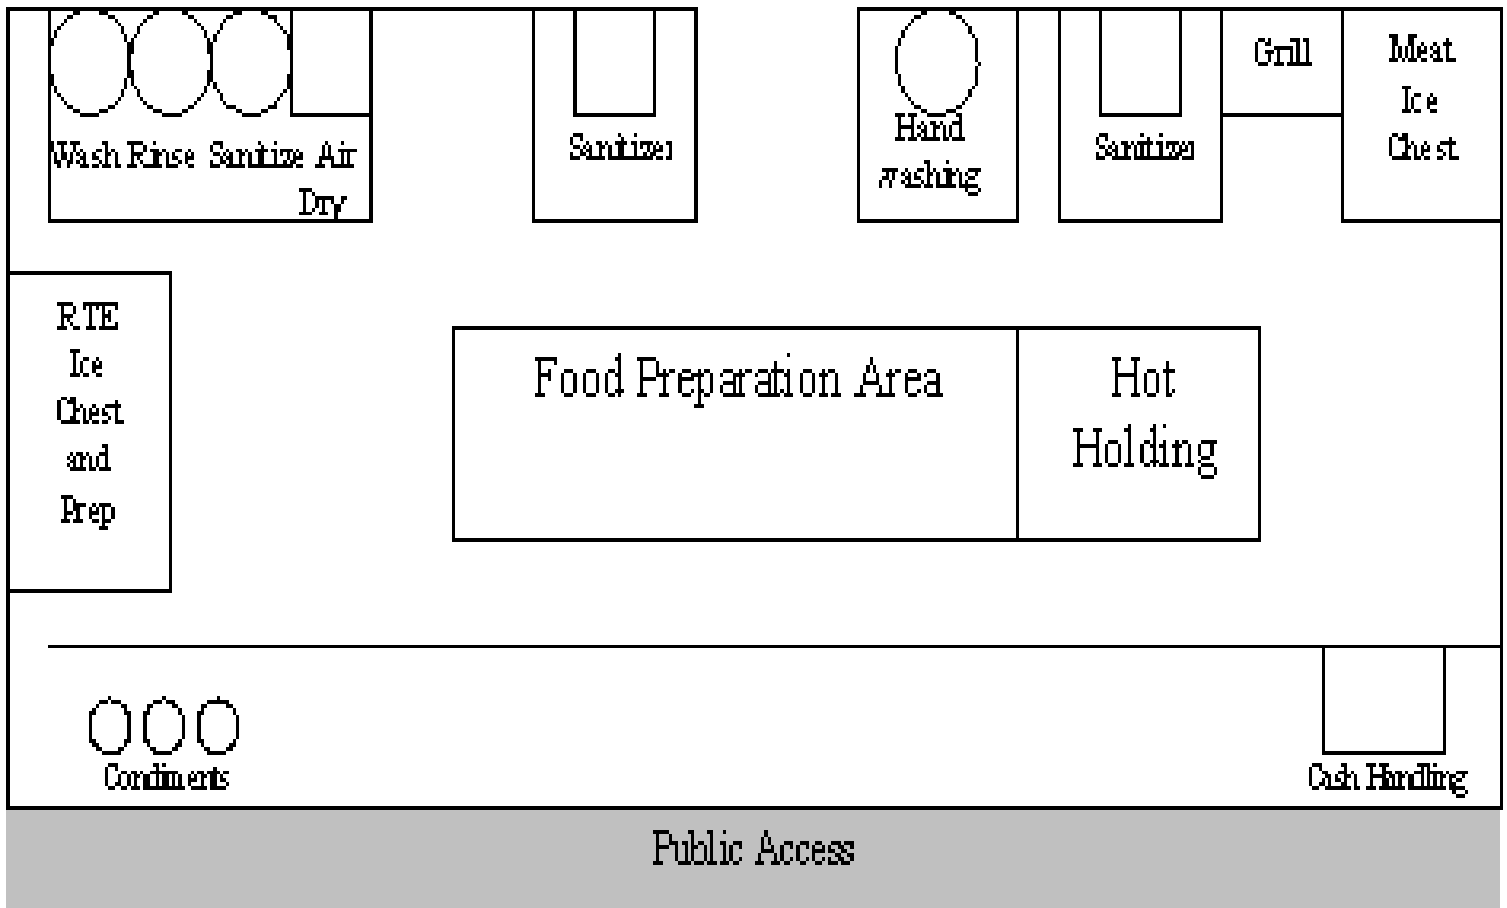 Wash Rinse Sanitize Air
Dry
Sanitizer
Hand
washing
Sanitizer
Grill
Meat
Ice
Chest
RTE
Ice
Chest
and
Prep
Food Preparation Area
Hot
Holding
Condiments
Cash Handling
Public Access